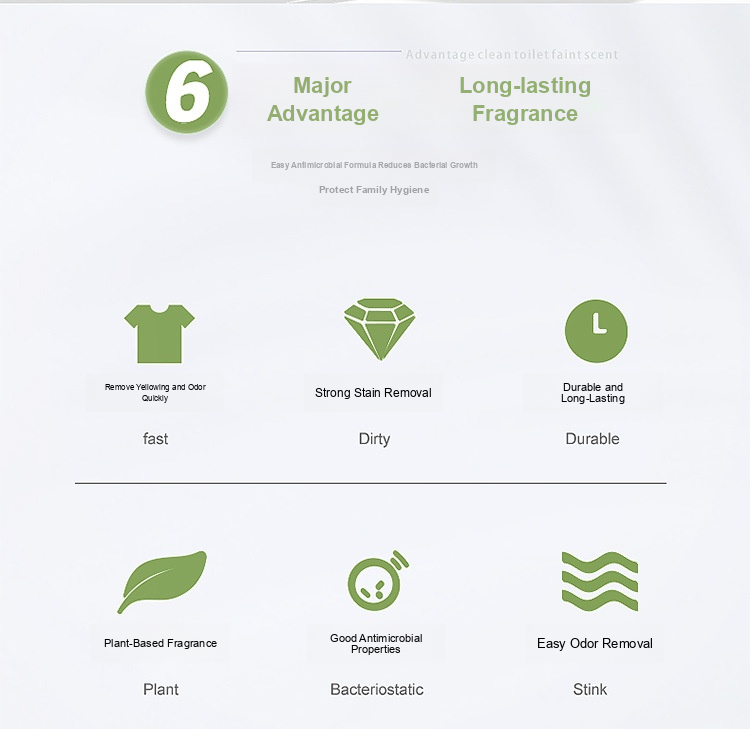 Advantage clean toilet faint scent
6
Major
Advantage
Long-lasting
Fragrance
Easy Antimicrobial Formula Reduces Bacterial Growth
Protect Family Hygiene
Remove Yellowing and Odor
Quickly
Strong Stain Removal
Durable and
Long-Lasting
fast
Dirty
Durable
Plant-Based Fragrance
Good Antimicrobial
Properties
Easy Odor Removal
Plant
Bacteriostatic
Stink